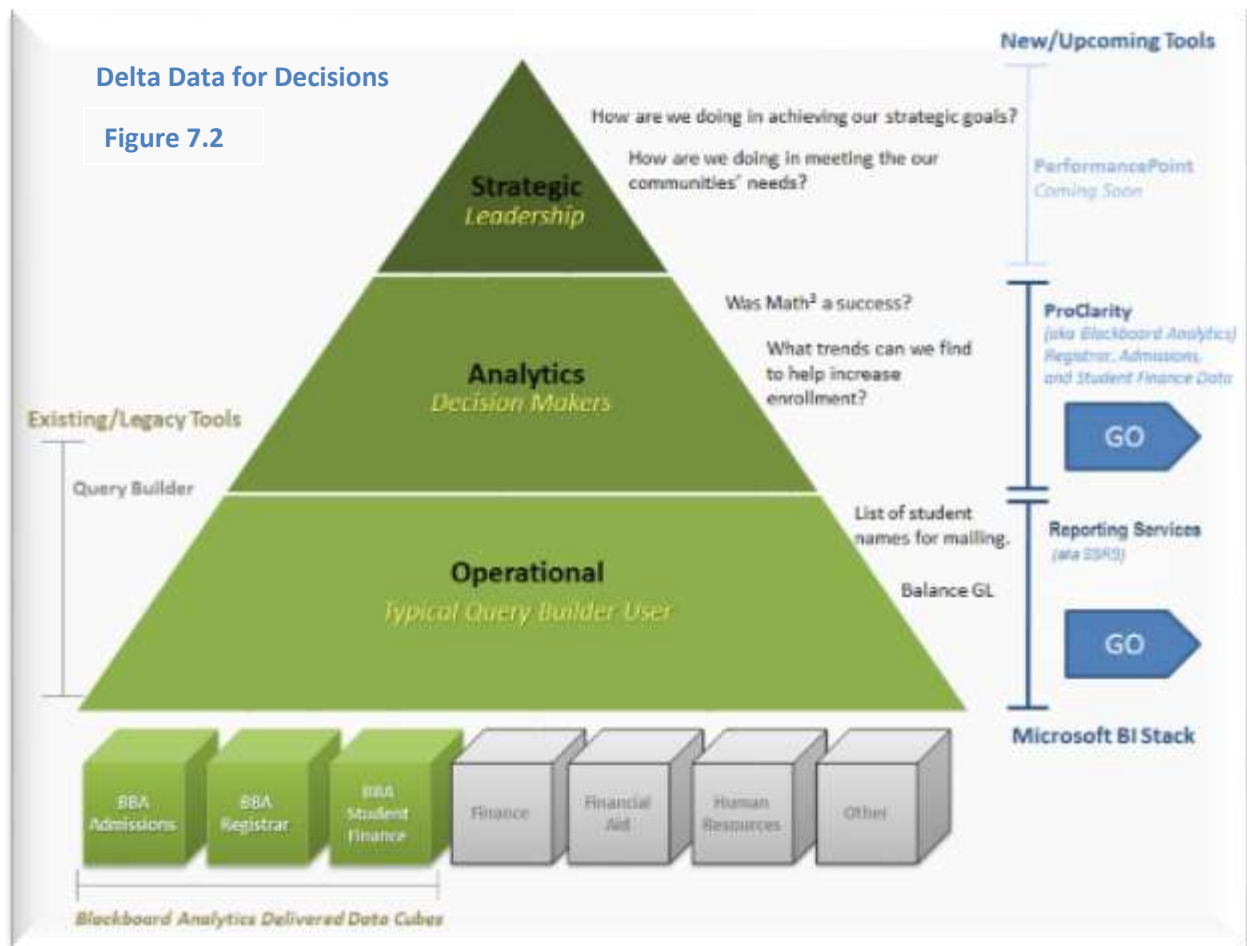 New/Upcoming Tools
Delta Data for Decisions
Figure 7.2
How are we doing in achieving our strategic goals?
How are we doing in meeting the our
communities' needs?
PerformancePoint
Coming Soon
Strategic
Leadership
Was Math³ a success?
What trends can we find
to help increase
enrollment?
ProClarity
(aka Blackboard Analytics)
Registrar, Admissions,
and Student Finance Data
GO
Analytics
Decision Makers
Existing/Legacy Tools
Query Builder
List of student
names for mailing.
Balance GL
Reporting Services
(aka SSRS)
GO
Operational
Typical Query Builder User
Microsoft BI Stack
BBA
Admissions
BBA
Registrar
BBA
Student
Finance
Finance
Financial
Aid
Human
Resources
Other
Blackboard Analytics Delivered Data Cubes